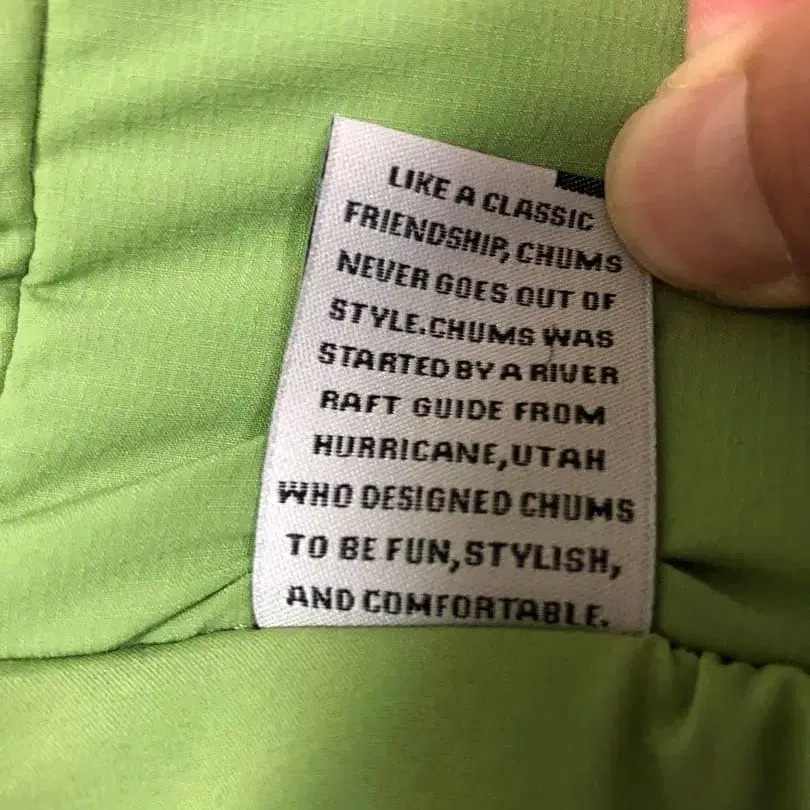 LIKE A CLASSIC
FRIENDSHIP, CHUMS
NEVER GOES OUT OF
STYLE.CHUMS WAS
STARTED BY A RIVER
RAFT GUIDE FROM
HURRICANE,UTAH
WHO DESIGNED CHUMS
TO BE FUN,STYLISH,
AND COMFORTABLE.